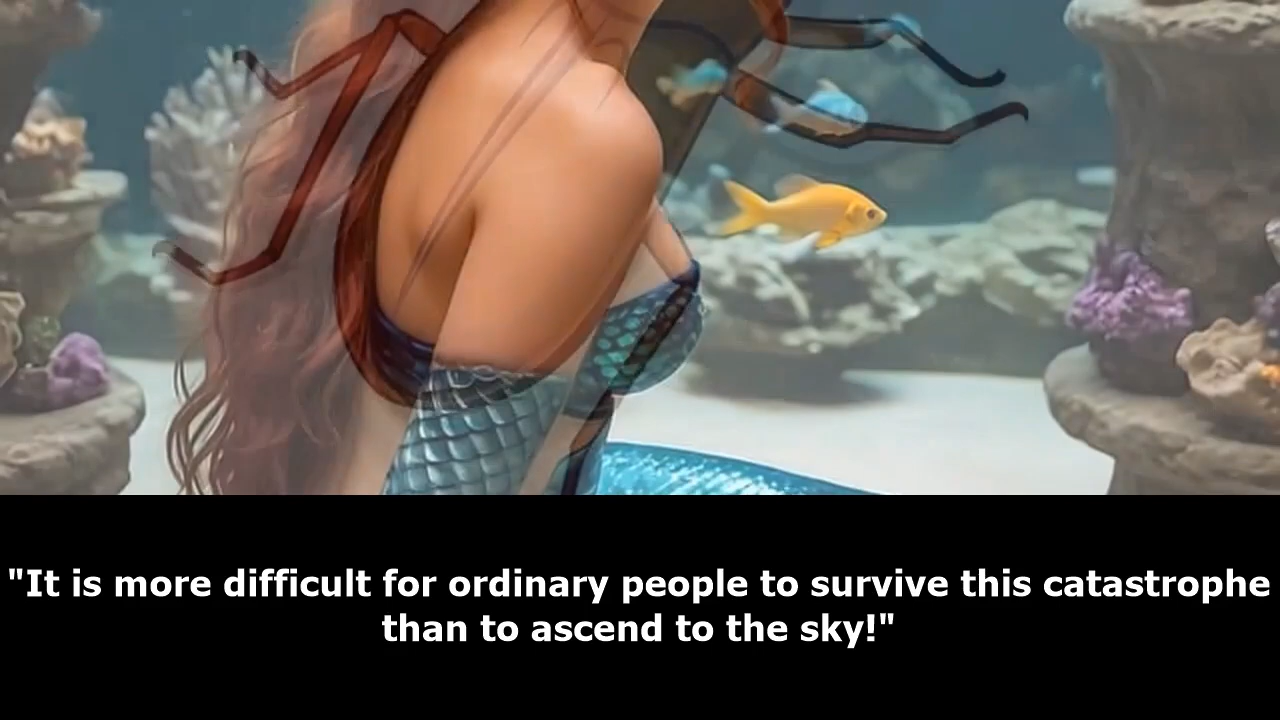 "It is more difficult for ordinary people to survive this catastrophe
than to ascend to the sky!"